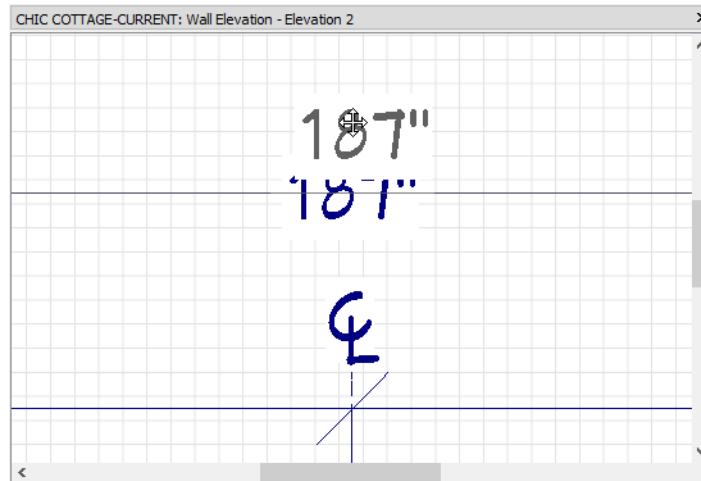 CHIC COTTAGE-CURRENT: Wall Elevation - Elevation 2
187"
187"
℄